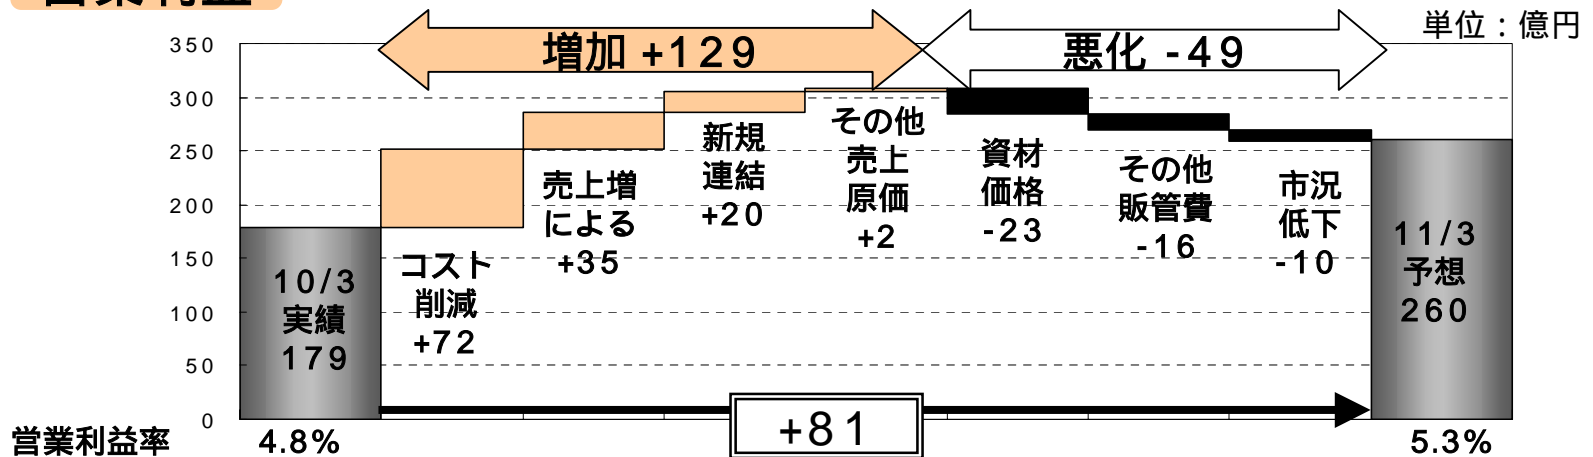 単位：億円
増加 +129
悪化 -49
350
300
250
200
150
100
50
0
10/3
実績
179
コスト
削減
+72
売上増
による
+35
新規
連結
+20
その他
売上
原価
+2
資材
価格
-23
その他
販管費
-16
市況
低下
-10
11/3
予想
260
+81
営業利益率
4.8%
5.3%